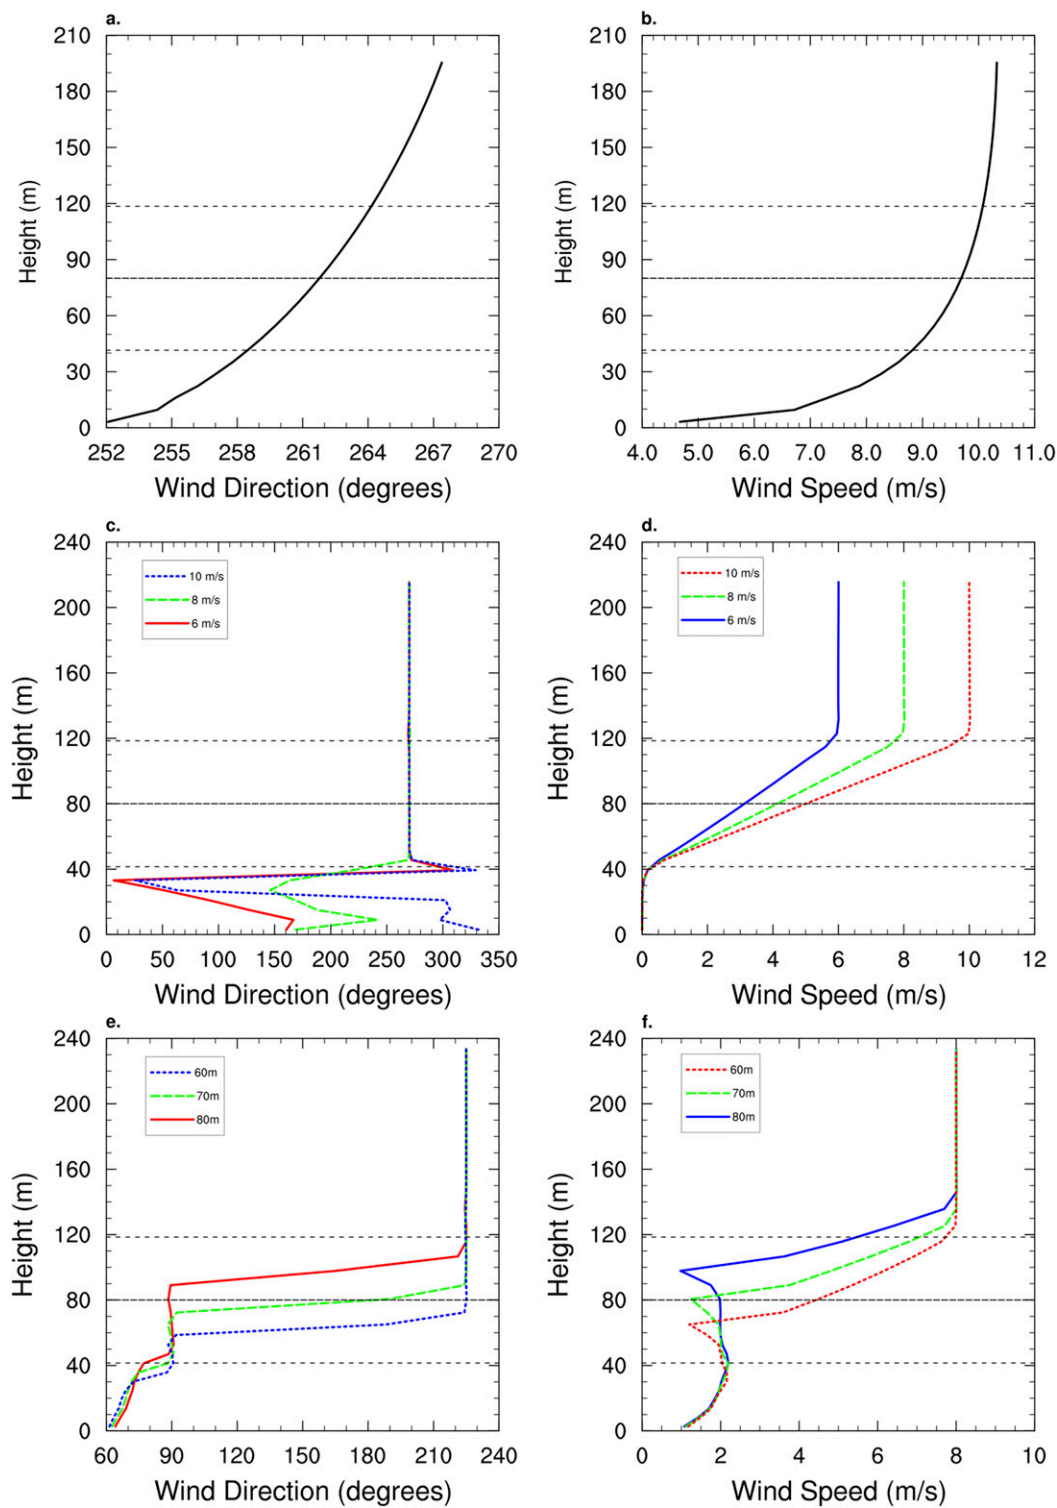 a.
210
180
150
120
90
60
30
0
Height (m)
252 255 258 261 264 267 270
Wind Direction (degrees)
b.
210
180
150
120
90
60
30
0
Height (m)
4.0 5.0 6.0 7.0 8.0 9.0 10.0 11.0
Wind Speed (m/s)
c.
240
200
160
120
80
40
0
Height (m)
10 m/s
8 m/s
6 m/s
0 50 100 150 200 250 300 350
Wind Direction (degrees)
d.
240
200
160
120
80
40
0
Height (m)
10 m/s
8 m/s
6 m/s
0 2 4 6 8 10 12
Wind Speed (m/s)
e.
240
200
160
120
80
40
0
Height (m)
60m
70m
80m
60 90 120 150 180 210 240
Wind Direction (degrees)
f.
240
200
160
120
80
40
0
Height (m)
60m
70m
80m
0 2 4 6 8 10
Wind Speed (m/s)